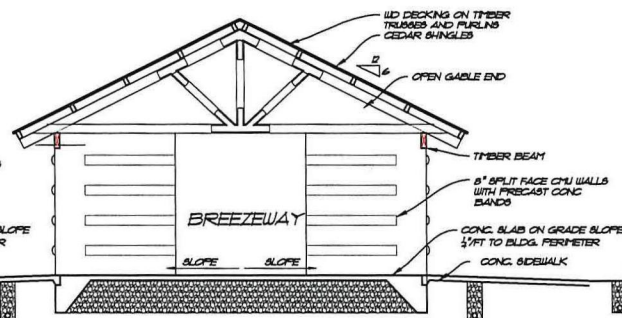 WD DECKING ON TIMBER
TRUSSES AND PURLINS
CEDAR SHINGLES
12
6
OPEN GABLE END
TIMBER BEAM
8" SPLIT FACE CMU WALLS
WITH PRECAST CONC
BANDS
BREEZEWAY
SLOPE
SLOPE
SLOPE
CONC. SLAB ON GRADE SLOPE
¼"/FT TO BLDG. PERIMETER
CONC. SIDEWALK